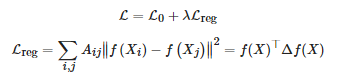 ℒ = ℒ₀ + λℒ_reg
ℒ_reg = ∑_{i,j} A_{ij}‖f(X_i) − f(X_j)‖² = f(X)^⊤Δf(X)